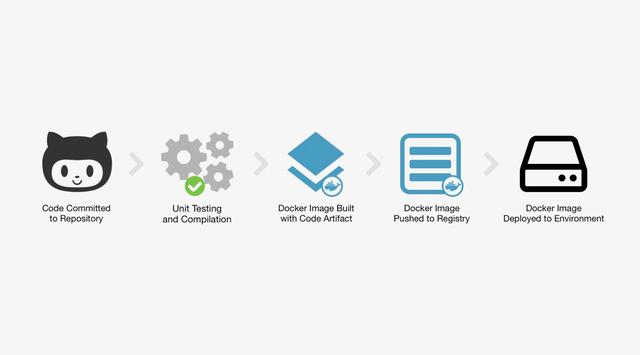 Code Committed
to Repository
Unit Testing
and Compilation
Docker Image Built
with Code Artifact
Docker Image
Pushed to Registry
Docker Image
Deployed to Environment